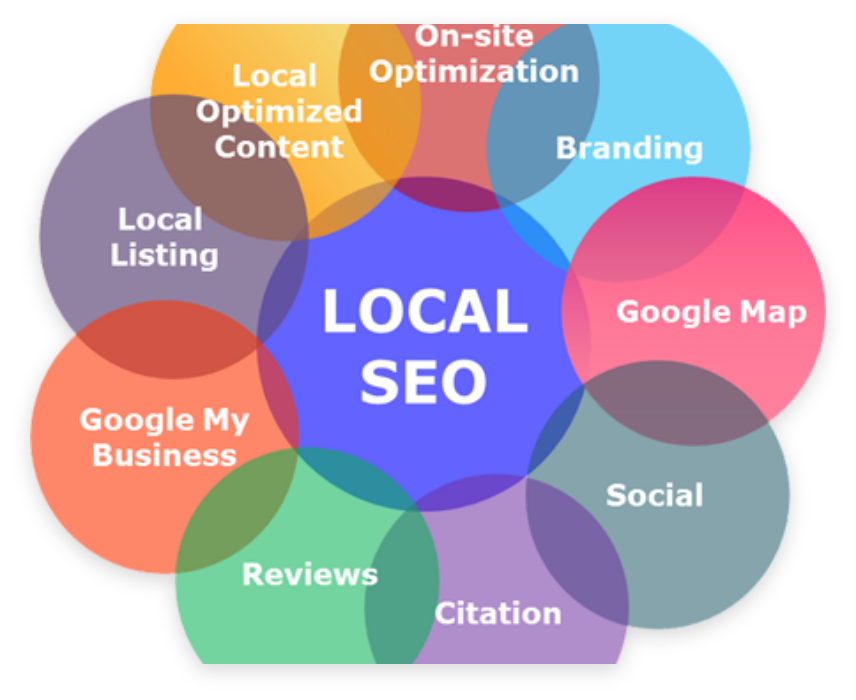 On-site
Optimization
Local
Optimized
Content
Branding
Local
Listing
LOCAL
SEO
Google Map
Google My
Business
Social
Reviews
Citation